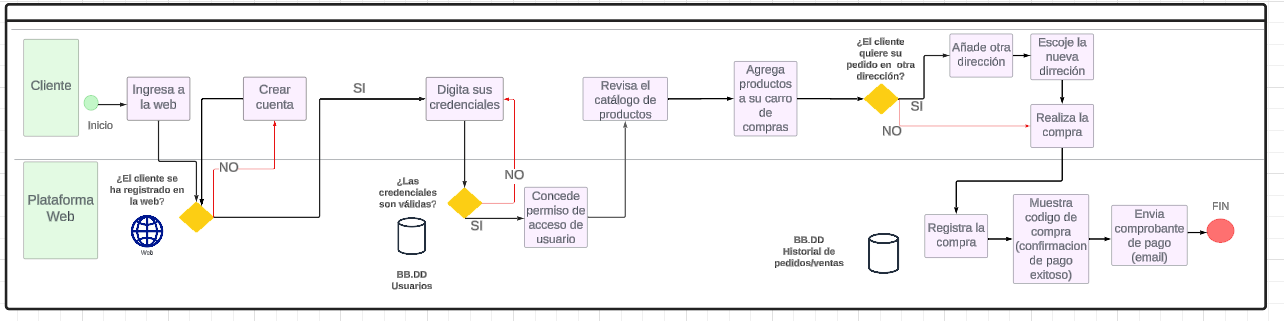 Cliente
Inicio
Ingresa a
la web
Crear
cuenta
SI
Digita sus
credenciales
Revisa el
catálogo de
productos
Agrega
productos
a su carro
de
compras
¿El cliente
quiere su
pedido en otra
dirección?
SI
NO
Añade otra
dirección
Escoje la
nueva
dirreción
Realiza la
compra
Plataforma
Web
¿El cliente se
ha registrado en
la web?
Web
NO
¿Las
credenciales
son válidas?
NO
SI
BB.DD
Usuarios
Concede
permiso de
acceso de
usuario
BB.DD
Historial de
pedidos/ventas
Registra la
compra
Muestra
codigo de
compra
(confirmacion
de pago
exitoso)
Envia
comprobante
de pago
(email)
FIN